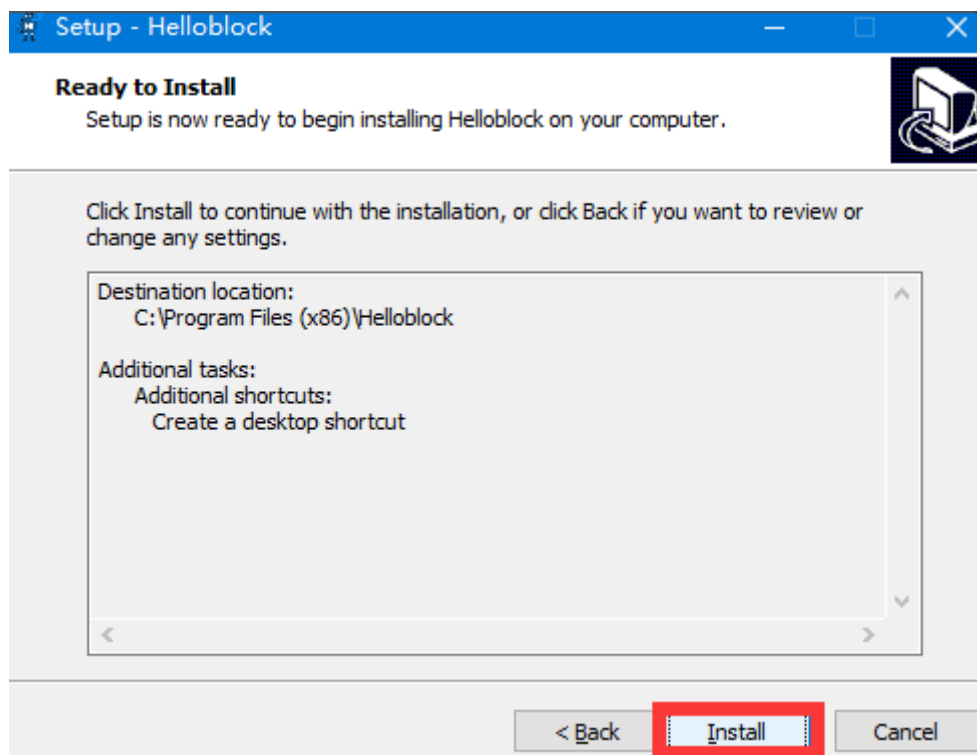 Setup - Helloblock
Ready to Install
Setup is now ready to begin installing Helloblock on your computer.
Click Install to continue with the installation, or click Back if you want to review or
change any settings.
Destination location:
C:\Program Files (x86)\Helloblock
Additional tasks:
Additional shortcuts:
Create a desktop shortcut
< Back
Install
Cancel